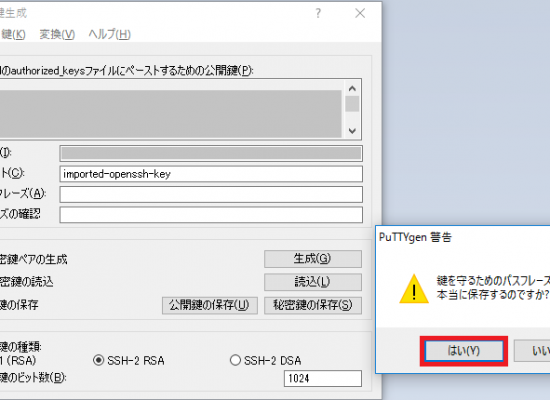 鍵生成
鍵(K) 変換(V) ヘルプ(H)
のauthorized_keysファイルにペーストするための公開鍵(P):
(I):
ト(C): imported-openssh-key
フレーズ(A):
ズの確認
密鍵ペアの生成 生成(G)
密鍵の読込 読込(L)
鍵の保存 公開鍵の保存(U) 秘密鍵の保存(S)
鍵の種類:
1 (RSA) SSH-2 RSA SSH-2 DSA
鍵のビット数(B): 1024
PuTTYgen 警告
鍵を守るためのパスフレーズ
本当に保存するのですか?
はい(Y) いい